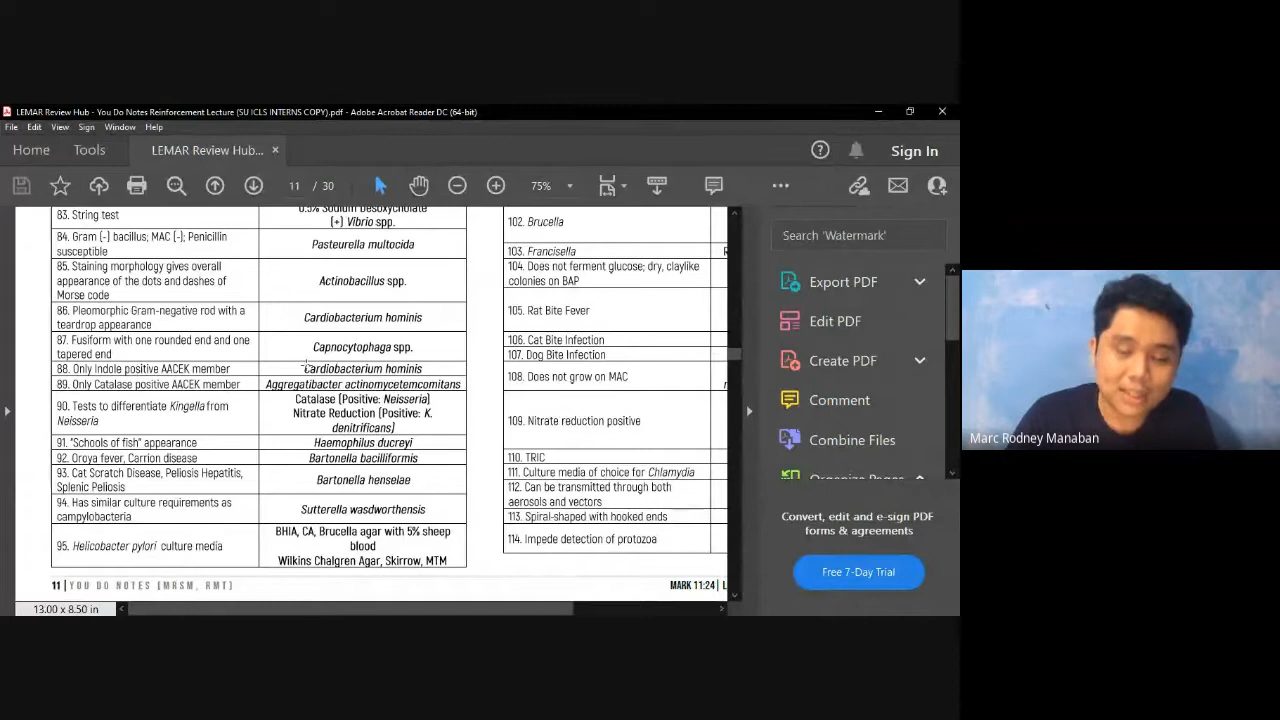 LEMAR Review Hub - You Do Notes Reinforcement Lecture (SU ICLS INTERNS COPY).pdf - Adobe Acrobat Reader DC (64-bit)
File Edit View Sign Window Help
Home Tools LEMAR Review Hub... × Sign In
11 / 30 75%
83. String test
0.5% Sodium desoxycholate
(+) Vibrio spp.
84. Gram (-) bacillus; MAC (-); Penicillin
susceptible
Pasteurella multocida
85. Staining morphology gives overall
appearance of the dots and dashes of
Morse code
Actinobacillus spp.
86. Pleomorphic Gram-negative rod with a
teardrop appearance
Cardiobacterium hominis
87. Fusiform with one rounded end and one
tapered end
Capnocytophaga spp.
88. Only Indole positive AACEK member
Cardiobacterium hominis
89. Only Catalase positive AACEK member
Aggregatibacter actinomycetemcomitans
90. Tests to differentiate Kingella from
Neisseria
Catalase (Positive: Neisseria)
Nitrate Reduction (Positive: K.
denitrificans)
91. "Schools of fish" appearance
Haemophilus ducreyi
92. Oroya fever, Carrion disease
Bartonella bacilliformis
93. Cat Scratch Disease, Peliosis Hepatitis,
Splenic Peliosis
Bartonella henselae
94. Has similar culture requirements as
campylobacteria
Sutterella wasdworthensis
95. Helicobacter pylori culture media
BHIA, CA, Brucella agar with 5% sheep
blood
Wilkins Chalgren Agar, Skirrow, MTM
102. Brucella
103. Francisella
104. Does not ferment glucose; dry, claylike
colonies on BAP
105. Rat Bite Fever
106. Cat Bite Infection
107. Dog Bite Infection
108. Does not grow on MAC
109. Nitrate reduction positive
110. TRIC
111. Culture media of choice for Chlamydia
112. Can be transmitted through both
aerosols and vectors
113. Spiral-shaped with hooked ends
114. Impede detection of protozoa
11 | YOU DO NOTES [MRSM, RMT]
MARK 11:24 | L
13.00 x 8.50 in
Search 'Watermark'
Export PDF
Edit PDF
Create PDF
Comment
Combine Files
Organize Pages
Convert, edit and e-sign PDF
forms & agreements
Free 7-Day Trial
Marc Rodney Manaban